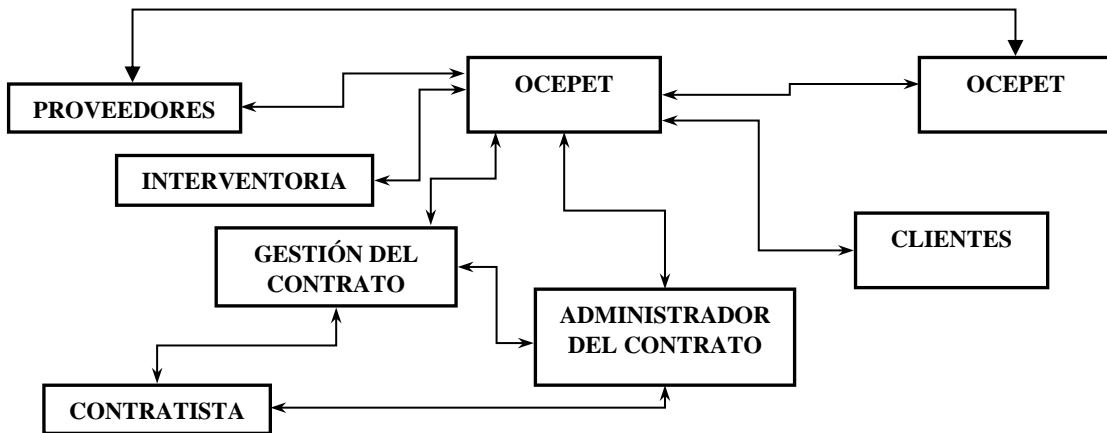 OCEPET
OCEPET
PROVEEDORES
INTERVENTORIA
CLIENTES
GESTIÓN DEL
CONTRATO
ADMINISTRADOR
DEL CONTRATO
CONTRATISTA